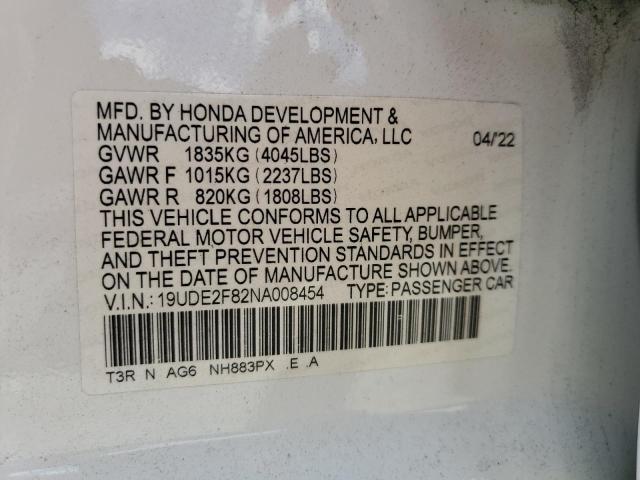 MFD. BY HONDA DEVELOPMENT &
MANUFACTURING OF AMERICA, LLC 04/'22
GVWR 1835KG (4045LBS)
GAWR F 1015KG (2237LBS)
GAWR R 820KG (1808LBS)
THIS VEHICLE CONFORMS TO ALL APPLICABLE
FEDERAL MOTOR VEHICLE SAFETY, BUMPER,
AND THEFT PREVENTION STANDARDS IN EFFECT
ON THE DATE OF MANUFACTURE SHOWN ABOVE.
V.I.N.: 19UDE2F82NA008454 TYPE: PASSENGER CAR
T3R N AG6 NH883PX .E .A